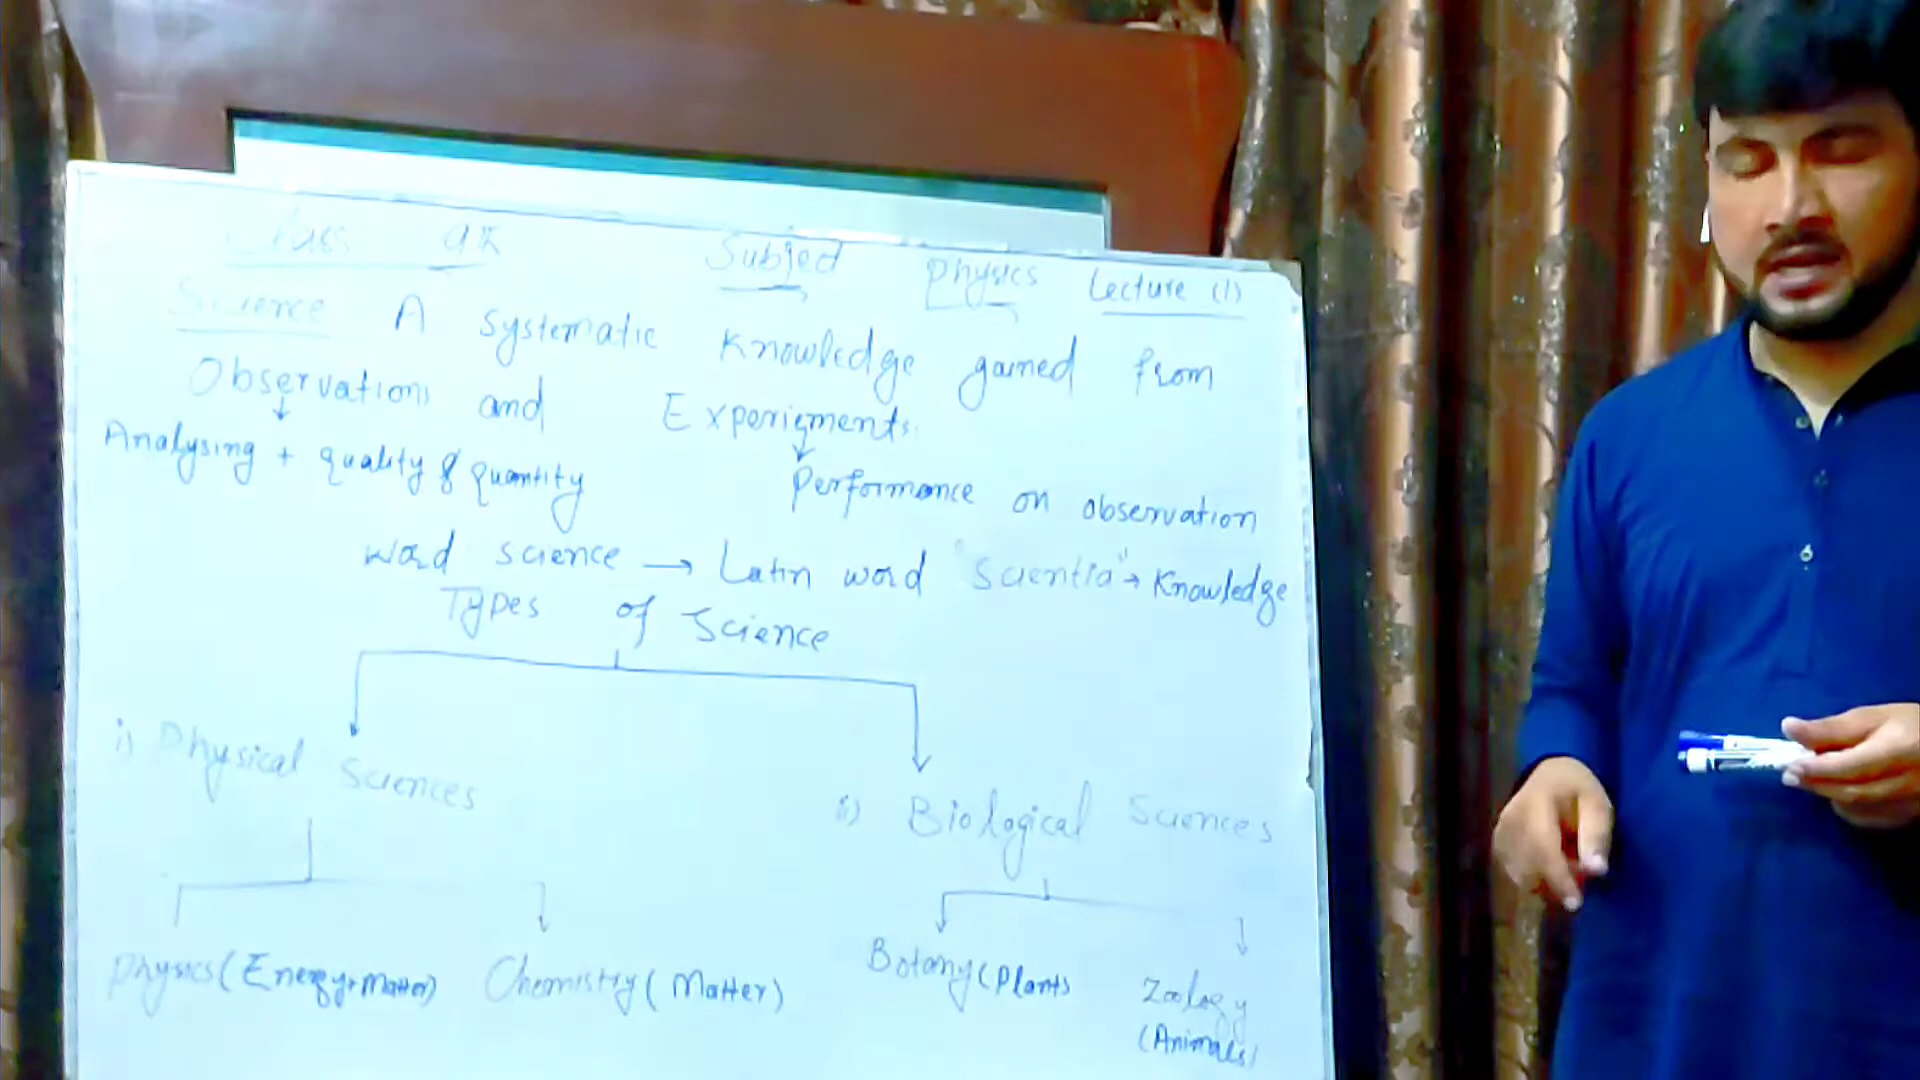 Class 9th Subject Physics Lecture (1)
Science A systematic Knowledge gained from
Observations and Experiements.
Analysing + quality & quantity
Performance on observation
Word science → Latin word "Scientia" → Knowledge
Types of Science
i) Physical Sciences
ii) Biological Sciences
Physics (Energy+Matter) Chemistry (Matter)
Botany (Plants
Zoology
(Animals)